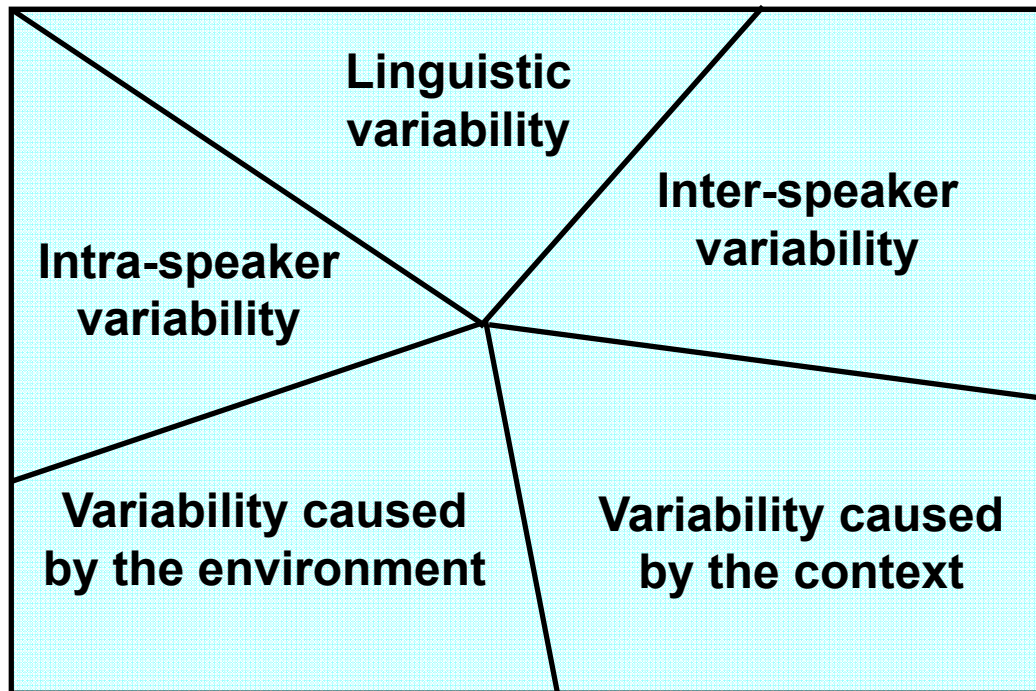 Linguistic
variability
Inter-speaker
variability
Intra-speaker
variability
Variability caused
by the environment
Variability caused
by the context